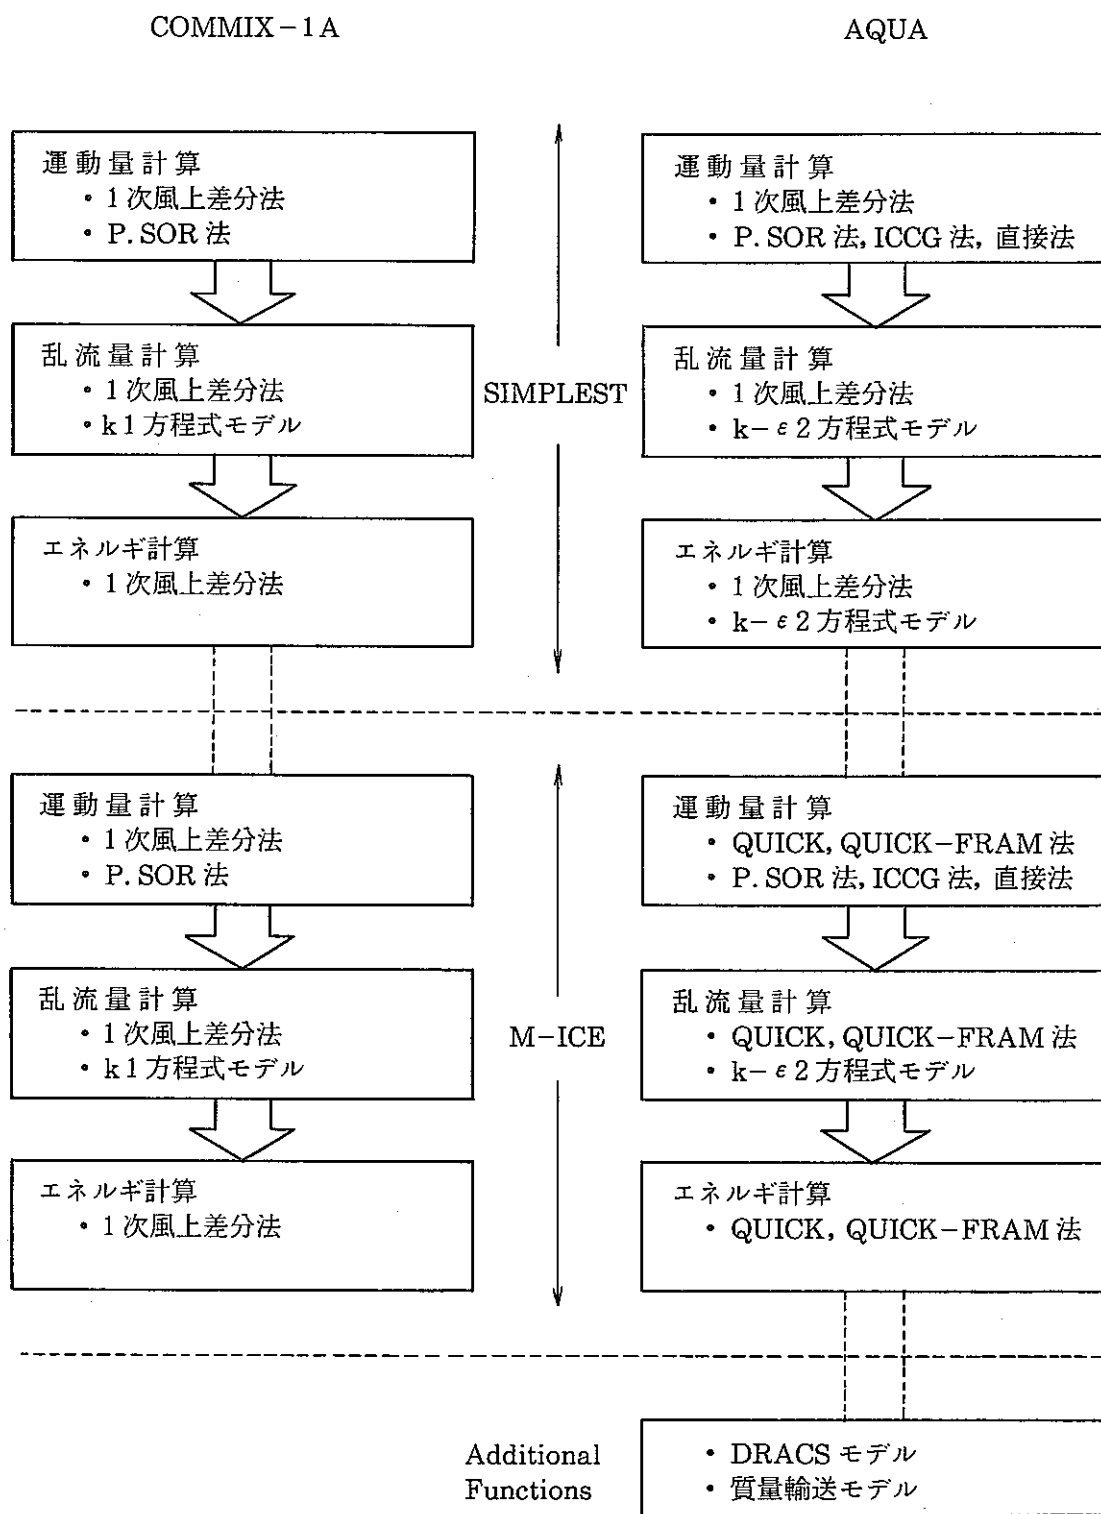 COMMIX-1A
AQUA
運動量計算
・1次風上差分法
・P.SOR法
運動量計算
・1次風上差分法
・P.SOR法, ICCG法, 直接法
乱流量計算
・1次風上差分法
・k1方程式モデル
SIMPLEST
乱流量計算
・1次風上差分法
・k-ε2方程式モデル
エネルギ計算
・1次風上差分法
エネルギ計算
・1次風上差分法
・k-ε2方程式モデル
運動量計算
・1次風上差分法
・P.SOR法
運動量計算
・QUICK, QUICK-FRAM法
・P.SOR法, ICCG法, 直接法
乱流量計算
・1次風上差分法
・k1方程式モデル
M-ICE
乱流量計算
・QUICK, QUICK-FRAM法
・k-ε2方程式モデル
エネルギ計算
・1次風上差分法
エネルギ計算
・QUICK, QUICK-FRAM法
Additional
Functions
・DRACSモデル
・質量輸送モデル